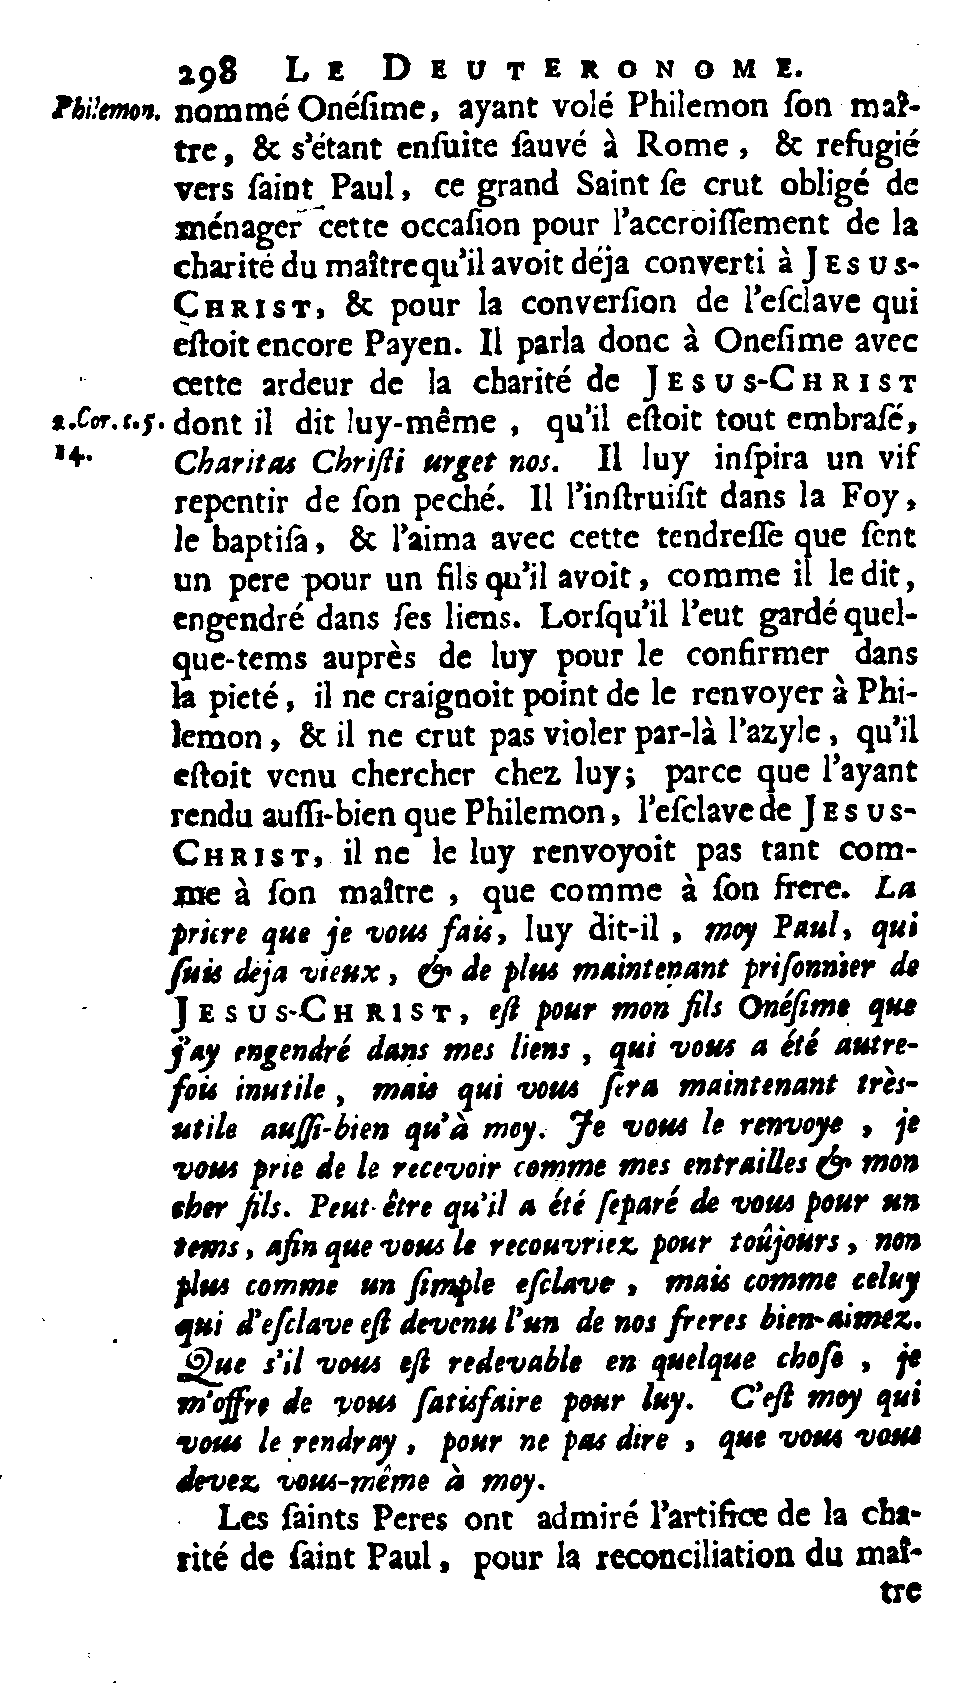 298 LE DEUTERONOME.
Philemon. nommé Onéſime, ayant volé Philemon ſon maî-
tre, & s'étant enſuite ſauvé à Rome, & refugié
vers ſaint Paul, ce grand Saint ſe crut obligé de
ménager cette occaſion pour l'accroiſſement de la
charité du maître qu'il avoit déja converti à JESUS-
CHRIST, & pour la converſion de l'eſclave qui
eſtoit encore Payen. Il parla donc à Oneſime avec
cette ardeur de la charité de JESUS-CHRIST
2.Cor.c.5. dont il dit luy-même, qu'il eſtoit tout embraſé,
14. Charitas Chriſti urget nos. Il luy inſpira un vif
repentir de ſon peché. Il l'inſtruiſit dans la Foy,
le baptiſa, & l'aima avec cette tendreſſe que ſent
un pere pour un fils qu'il avoit, comme il le dit,
engendré dans ſes liens. Lorſqu'il l'eut gardé quel-
que-tems auprès de luy pour le confirmer dans
la pieté, il ne craignoit point de le renvoyer à Phi-
lemon, & il ne crut pas violer par-là l'azyle, qu'il
eſtoit venu chercher chez luy; parce que l'ayant
rendu auſſi-bien que Philemon, l'eſclave de JESUS-
CHRIST, il ne le luy renvoyoit pas tant com-
me à ſon maître, que comme à ſon frere. La
priere que je vous fais, luy dit-il, moy Paul, qui
ſuis déja vieux, & de plus maintenant priſonnier de
JESUS-CHRIST, eſt pour mon fils Onéſime que
j'ay engendré dans mes liens, qui vous a été autre-
fois inutile, mais qui vous ſera maintenant très-
utile auſſi-bien qu'à moy. Je vous le renvoye, je
vous prie de le recevoir comme mes entrailles & mon
cher fils. Peut-être qu'il a été ſeparé de vous pour un
tems, afin que vous le recouvriez pour toûjours, non
plus comme un ſimple eſclave, mais comme celuy
qui d'eſclave eſt devenu l'un de nos freres bien-aimez.
Que s'il vous eſt redevable en quelque choſe, je
m'offre de vous ſatisfaire pour luy. C'eſt moy qui
vous le rendray, pour ne pas dire, que vous vous
devez vous-même à moy.
Les ſaints Peres ont admiré l'artifice de la cha-
rité de ſaint Paul, pour la reconciliation du maî-
tre